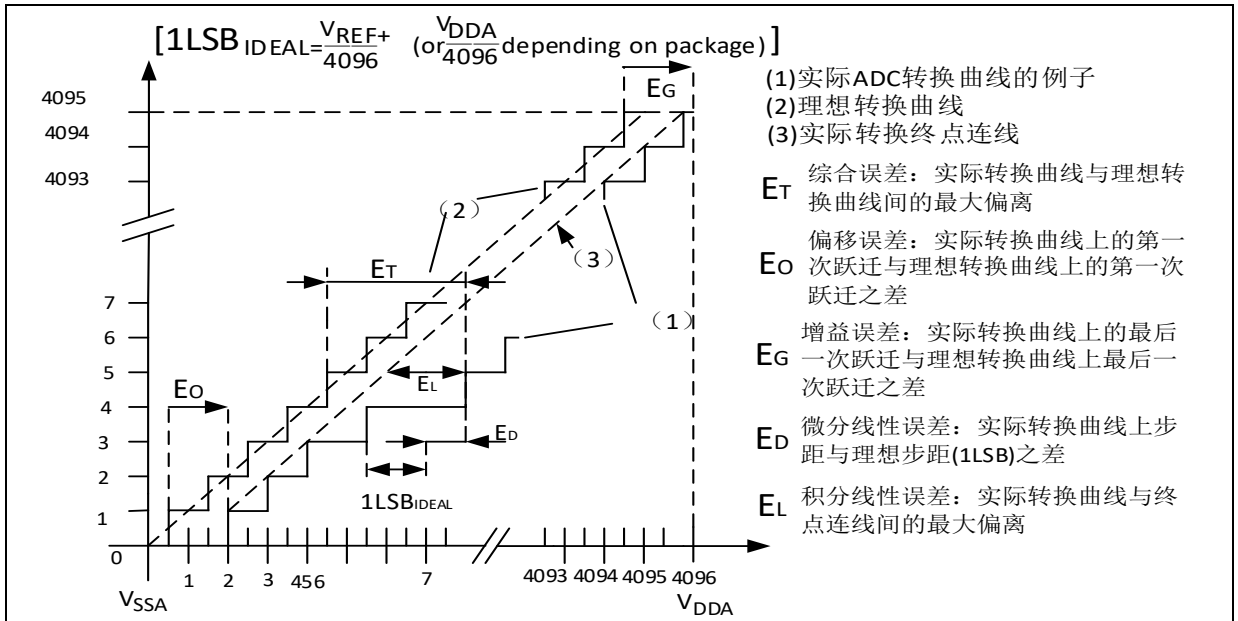 [1LSB IDEAL=VREF+/4096 (or VDDA/4096 depending on package)]
EG
4095
4094
4093
(2)
(3)
ET
(1)
7
6
5
4
3
2
1
0
EO
EL
ED
1LSBIDEAL
1 2 3 456 7 4093 4094 4095 4096
VSSA
VDDA
(1)实际ADC转换曲线的例子
(2)理想转换曲线
(3)实际转换终点连线
ET 综合误差：实际转换曲线与理想转
换曲线间的最大偏离
EO 偏移误差：实际转换曲线上的第一
次跃迁与理想转换曲线上的第一次
跃迁之差
EG 增益误差：实际转换曲线上的最后
一次跃迁与理想转换曲线上最后一
次跃迁之差
ED 微分线性误差：实际转换曲线上步
距与理想步距(1LSB)之差
EL 积分线性误差：实际转换曲线与终
点连线间的最大偏离